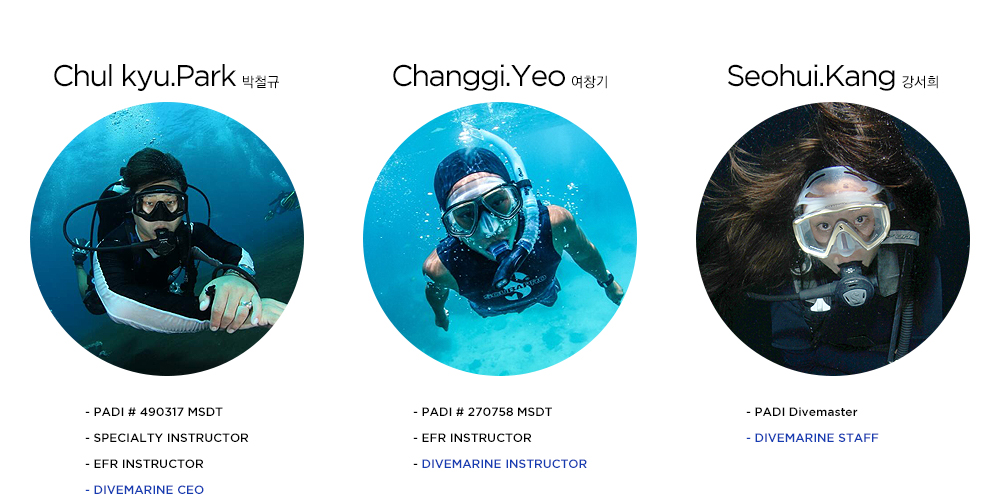 Chul kyu.Park 박철규
Changgi.Yeo 여창기
Seohui.Kang 강서희
- PADI # 490317 MSDT
- SPECIALTY INSTRUCTOR
- EFR INSTRUCTOR
- DIVEMARINE CEO
- PADI # 270758 MSDT
- EFR INSTRUCTOR
- DIVEMARINE INSTRUCTOR
- PADI Divemaster
- DIVEMARINE STAFF